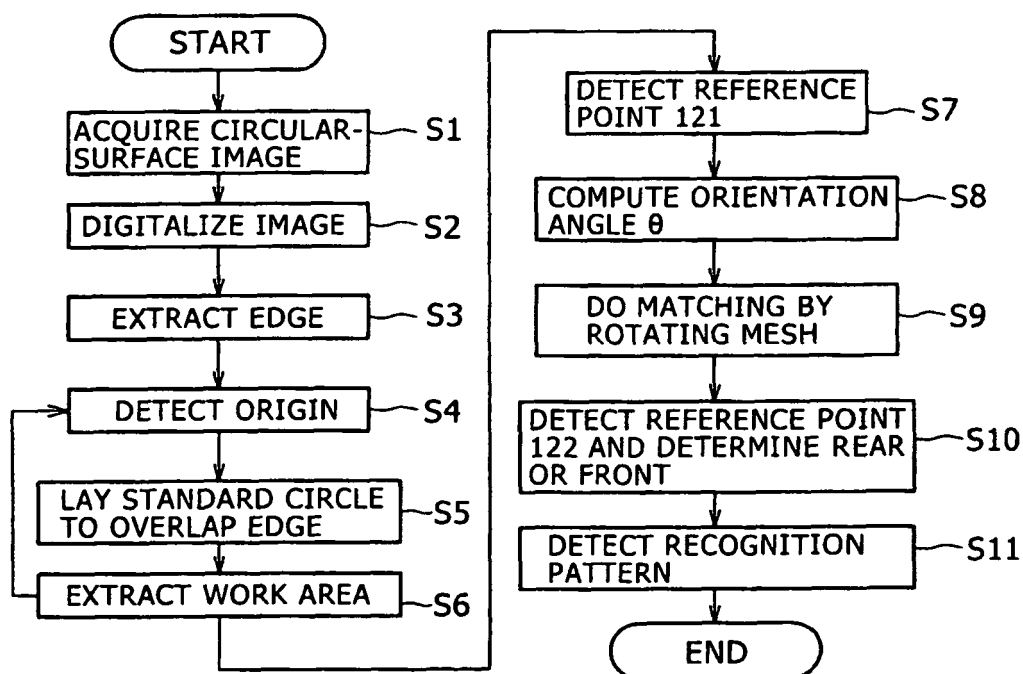 START
ACQUIRE CIRCULAR-
SURFACE IMAGE
S1
DIGITALIZE IMAGE
S2
EXTRACT EDGE
S3
DETECT ORIGIN
S4
LAY STANDARD CIRCLE
TO OVERLAP EDGE
S5
EXTRACT WORK AREA
S6
DETECT REFERENCE
POINT 121
S7
COMPUTE ORIENTATION
ANGLE θ
S8
DO MATCHING BY
ROTATING MESH
S9
DETECT REFERENCE POINT
122 AND DETERMINE REAR
OR FRONT
S10
DETECT RECOGNITION
PATTERN
S11
END